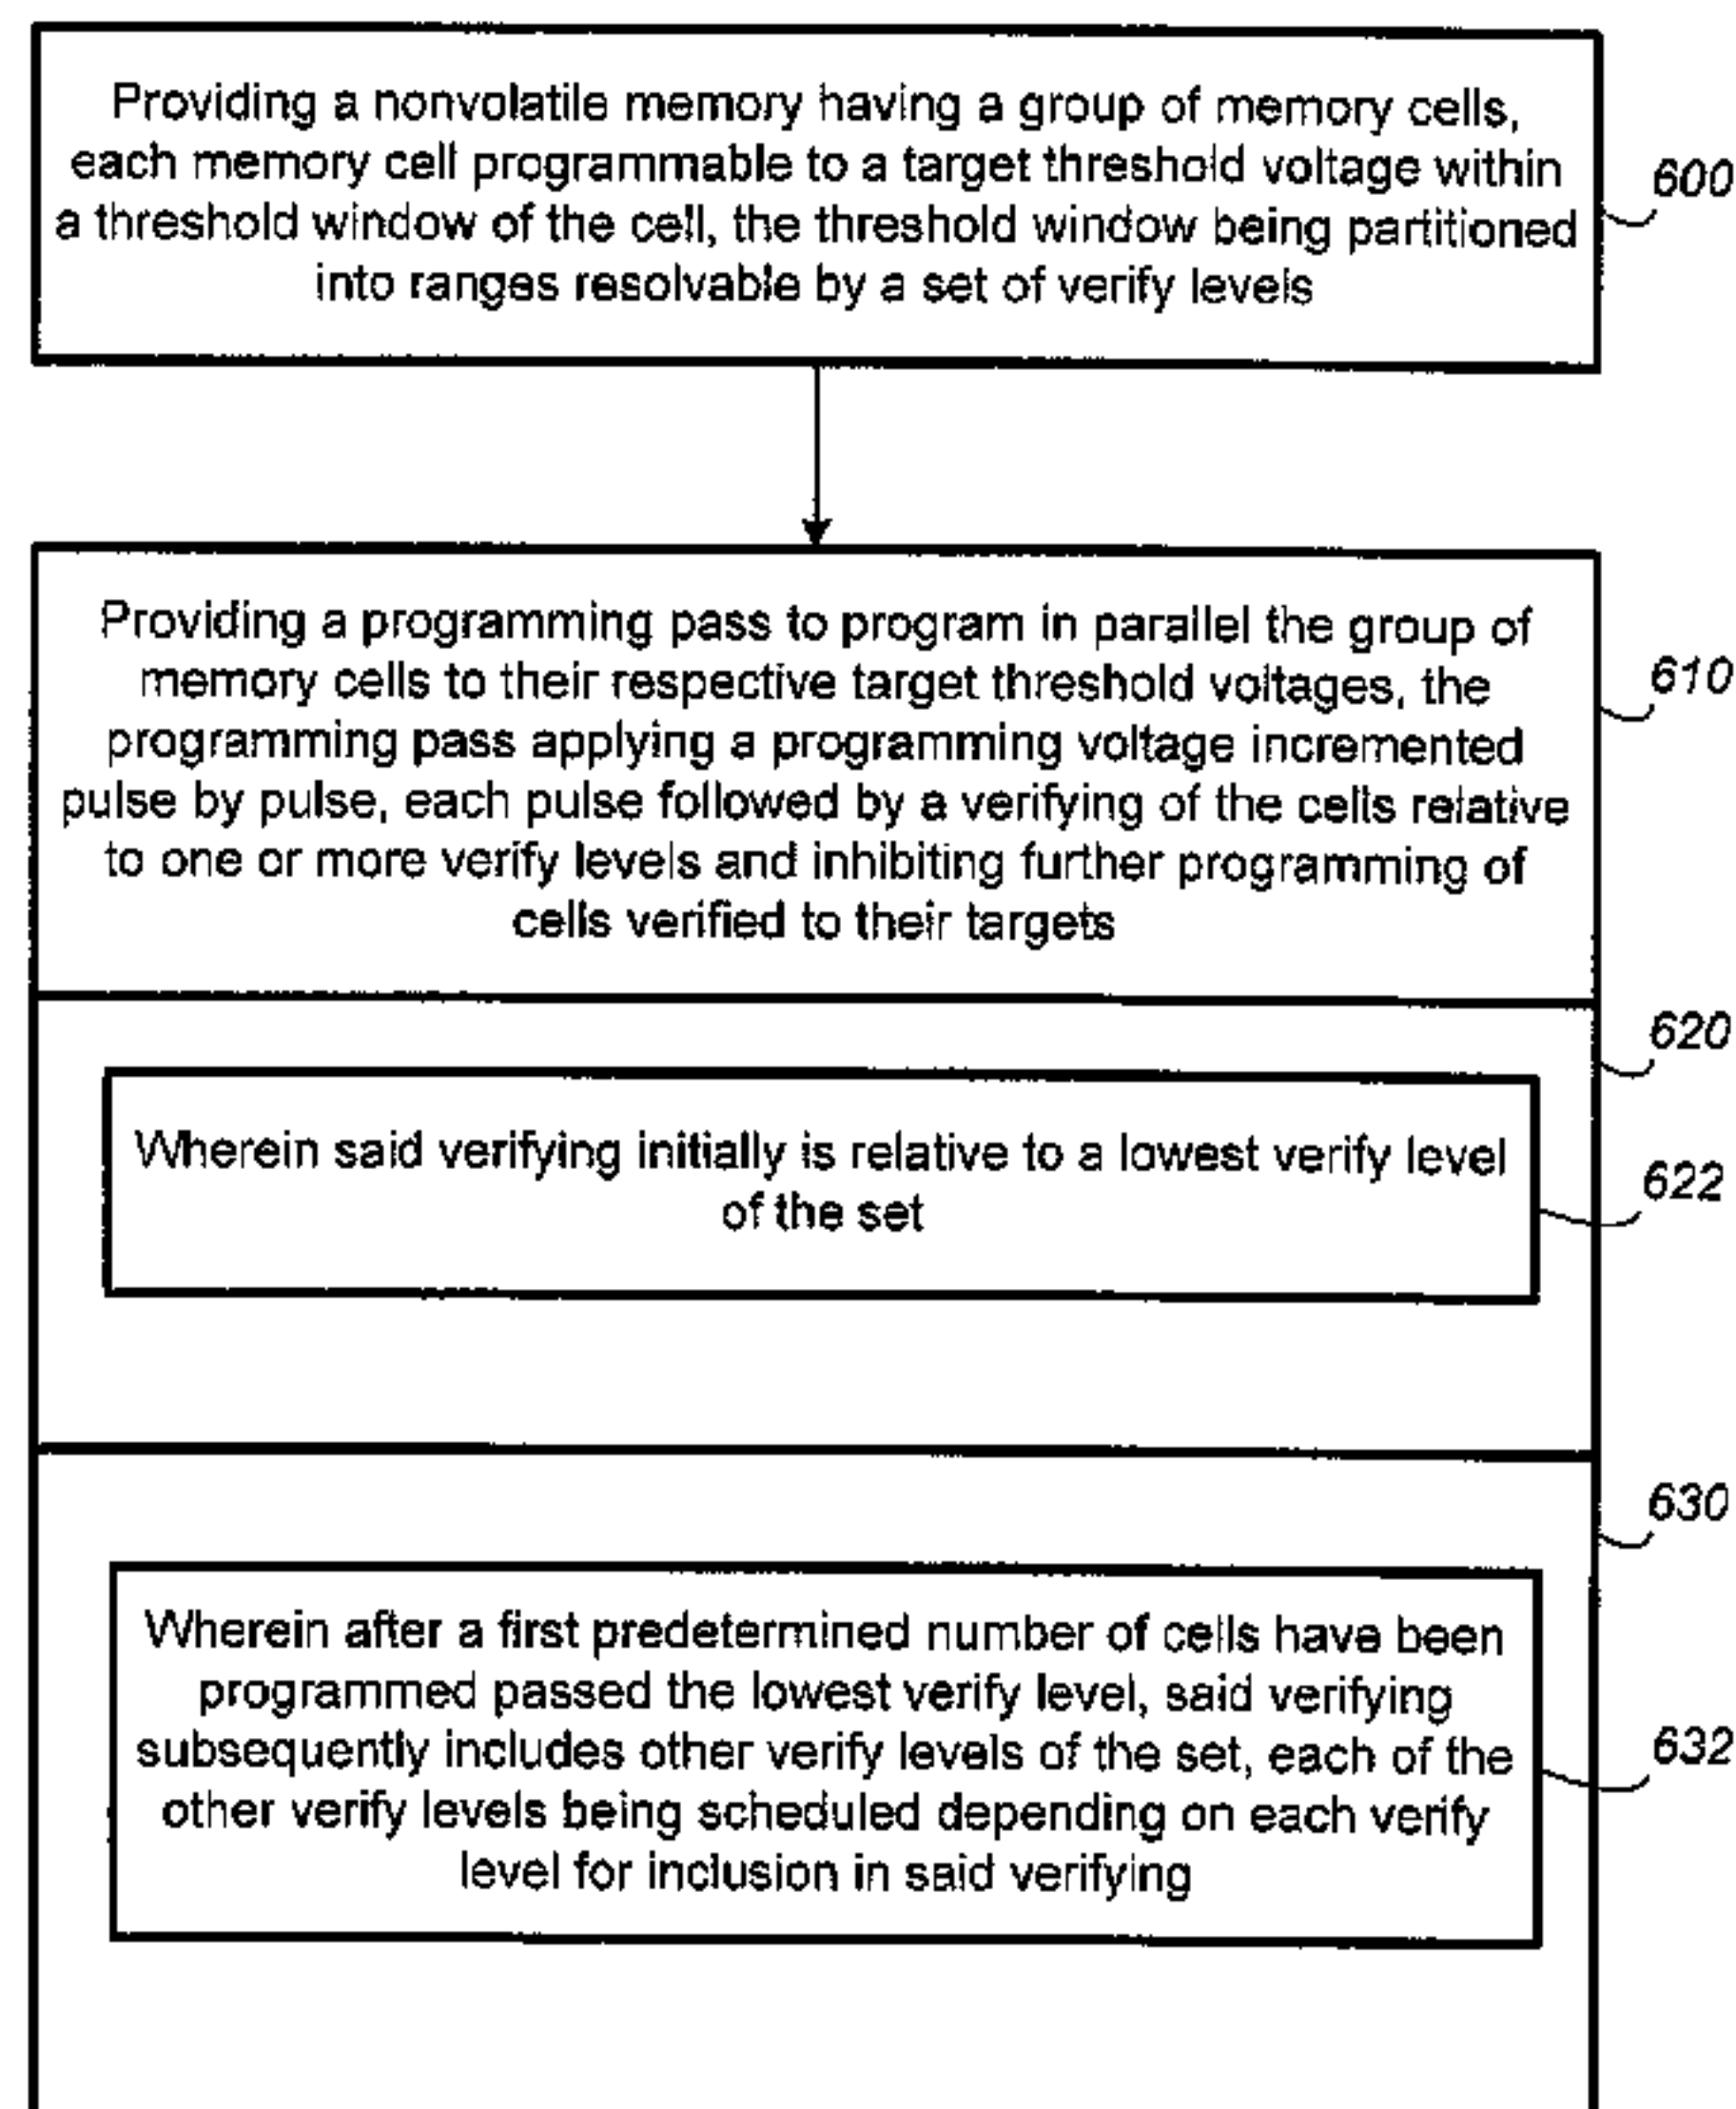 Providing a nonvolatile memory having a group of memory cells,
each memory cell programmable to a target threshold voltage within
a threshold window of the cell, the threshold window being partitioned
into ranges resolvable by a set of verify levels
600
Providing a programming pass to program in parallel the group of
memory cells to their respective target threshold voltages, the
programming pass applying a programming voltage incremented
pulse by pulse, each pulse followed by a verifying of the cells relative
to one or more verify levels and inhibiting further programming of
cells verified to their targets
610
620
Wherein said verifying initially is relative to a lowest verify level
of the set
622
630
Wherein after a first predetermined number of cells have been
programmed passed the lowest verify level, said verifying
subsequently includes other verify levels of the set, each of the
other verify levels being scheduled depending on each verify
level for inclusion in said verifying
632